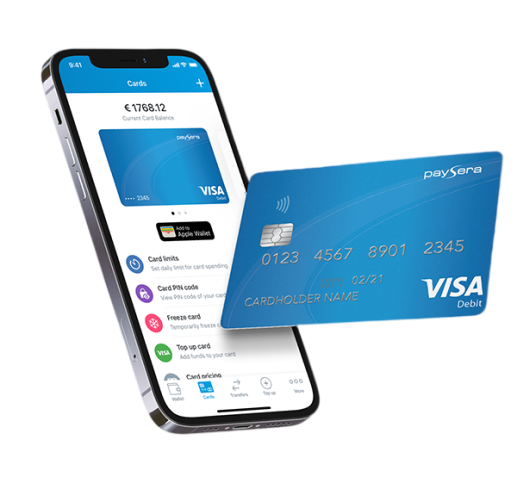 9:41
Cards
+
€ 1768.12
Current Card Balance
paysera
•••• 2345
VISA
Debit
Add to
Apple Wallet
Card limits
Set daily limit for card spending
Card PIN code
View PIN code of your card
Freeze card
Temporarily freeze
VISA
Top up card
Add funds to your card
Card pricing
Wallet
Cards
Transfers
Top up
More
paysera
0123 4567 8901 2345
02/21
CARDHOLDER NAME
VISA
Debit